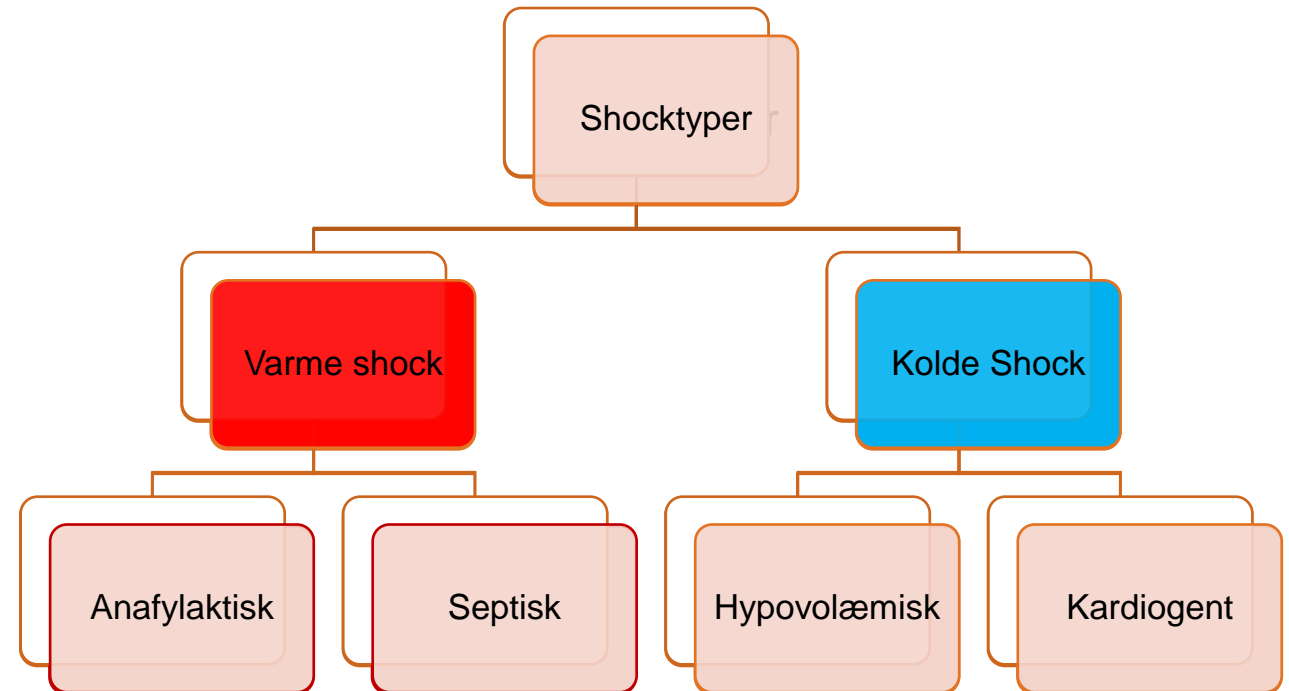 Shocktyper
Varme shock
Kolde Shock
Anafylaktisk
Septisk
Hypovolæmisk
Kardiogent